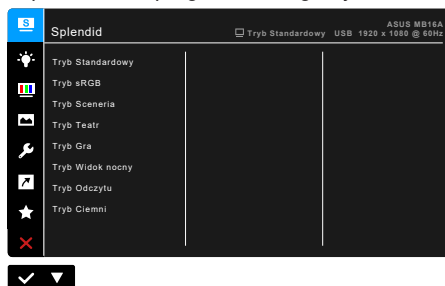 S
Splendid
ASUS MB16A
Tryb Standardowy USB 1920 x 1080 @ 60Hz
Tryb Standardowy
Tryb sRGB
Tryb Sceneria
Tryb Teatr
Tryb Gra
Tryb Widok nocny
Tryb Odczytu
Tryb Ciemni